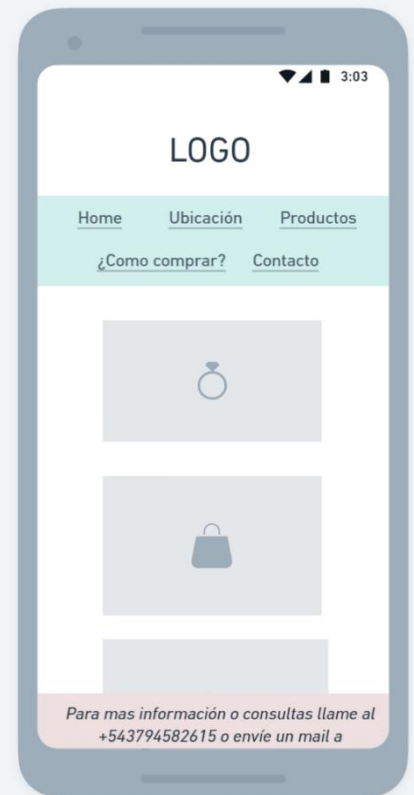 3:03
LOGO
Home Ubicación Productos
¿Como comprar? Contacto
Para mas información o consultas llame al
+543794582615 o envíe un mail a